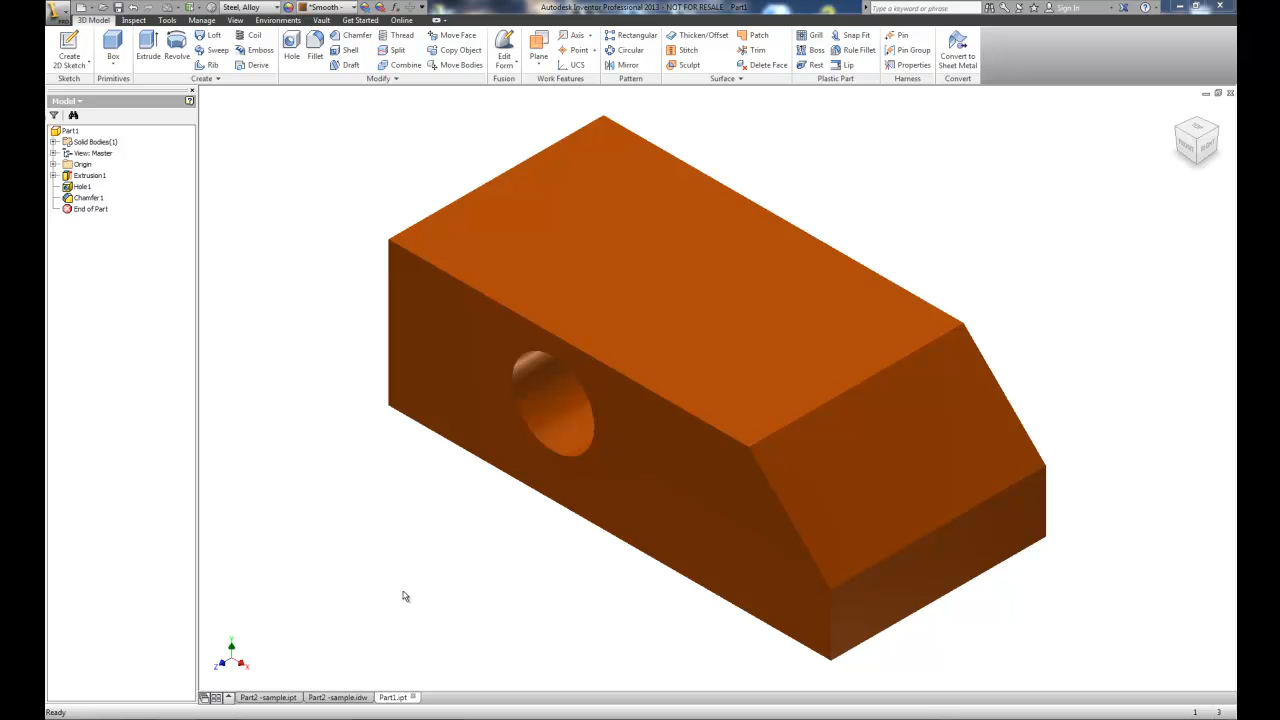 PRO
Steel, Alloy
*Smooth -
Autodesk Inventor Professional 2013 - NOT FOR RESALE Part1
Type a keyword or phrase
Sign In
3D Model Inspect Tools Manage View Environments Vault Get Started Online
Create
2D Sketch
Sketch
Box
Primitives
Extrude Revolve
Loft
Sweep
Rib
Coil
Emboss
Derive
Create
Hole Fillet
Chamfer
Shell
Draft
Thread
Split
Combine
Move Face
Copy Object
Move Bodies
Modify
Edit
Form
Fusion
Plane
Axis
Point
UCS
Work Features
Rectangular
Circular
Mirror
Pattern
Thicken/Offset
Stitch
Sculpt
Patch
Trim
Delete Face
Surface
Grill
Boss
Rest
Snap Fit
Rule Fillet
Lip
Plastic Part
Pin
Pin Group
Properties
Harness
Convert to
Sheet Metal
Convert
Model
Part1
Solid Bodies(1)
View: Master
Origin
Extrusion1
Hole1
Chamfer1
End of Part
TOP
FRONT
RIGHT
Y
Z
X
Part2 -sample.ipt
Part2 -sample.idw
Part1.ipt
Ready
1
3